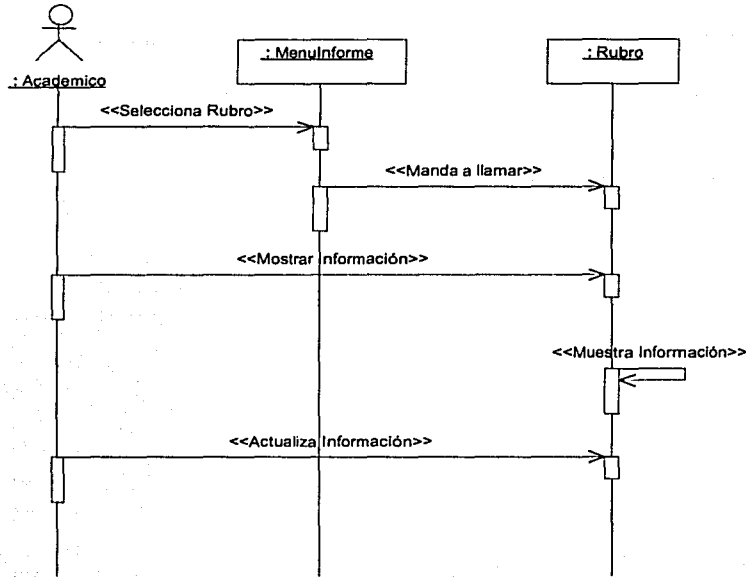 : MenuInforme
: Rubro
: Academico
<<Selecciona Rubro>>
<<Manda a llamar>>
<<Mostrar Información>>
<<Muestra Información>>
<<Actualiza Información>>